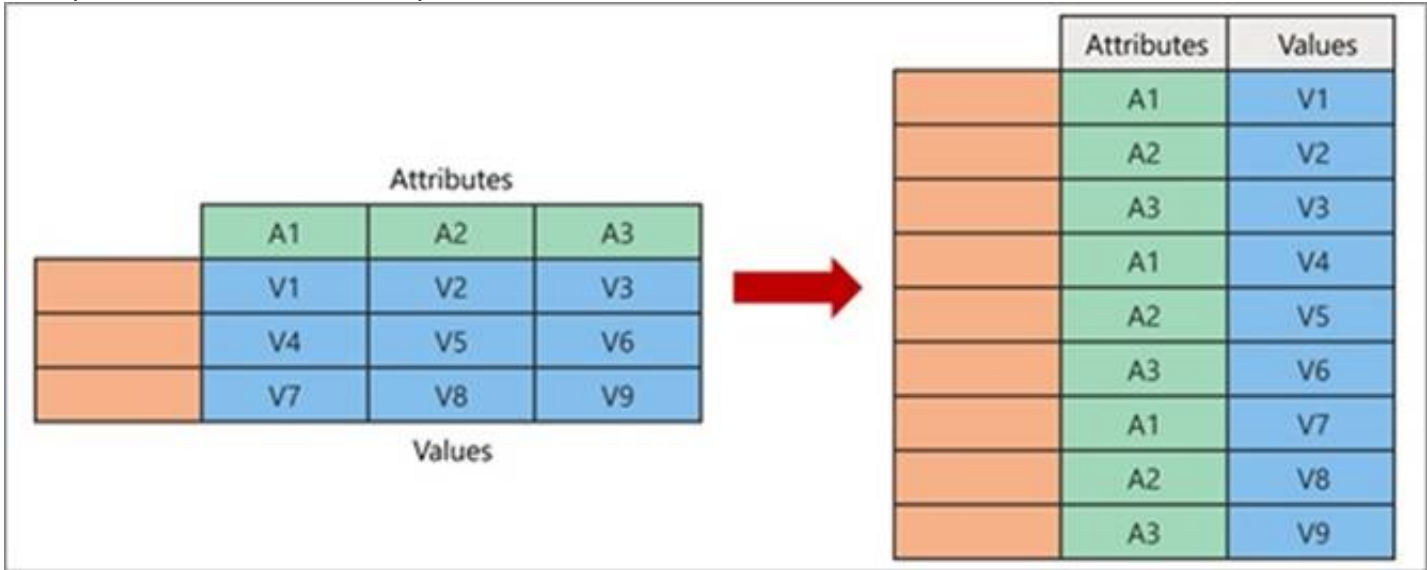 Attributes
A1 A2 A3
V1 V2 V3
V4 V5 V6
V7 V8 V9
Values
Attributes Values
A1 V1
A2 V2
A3 V3
A1 V4
A2 V5
A3 V6
A1 V7
A2 V8
A3 V9